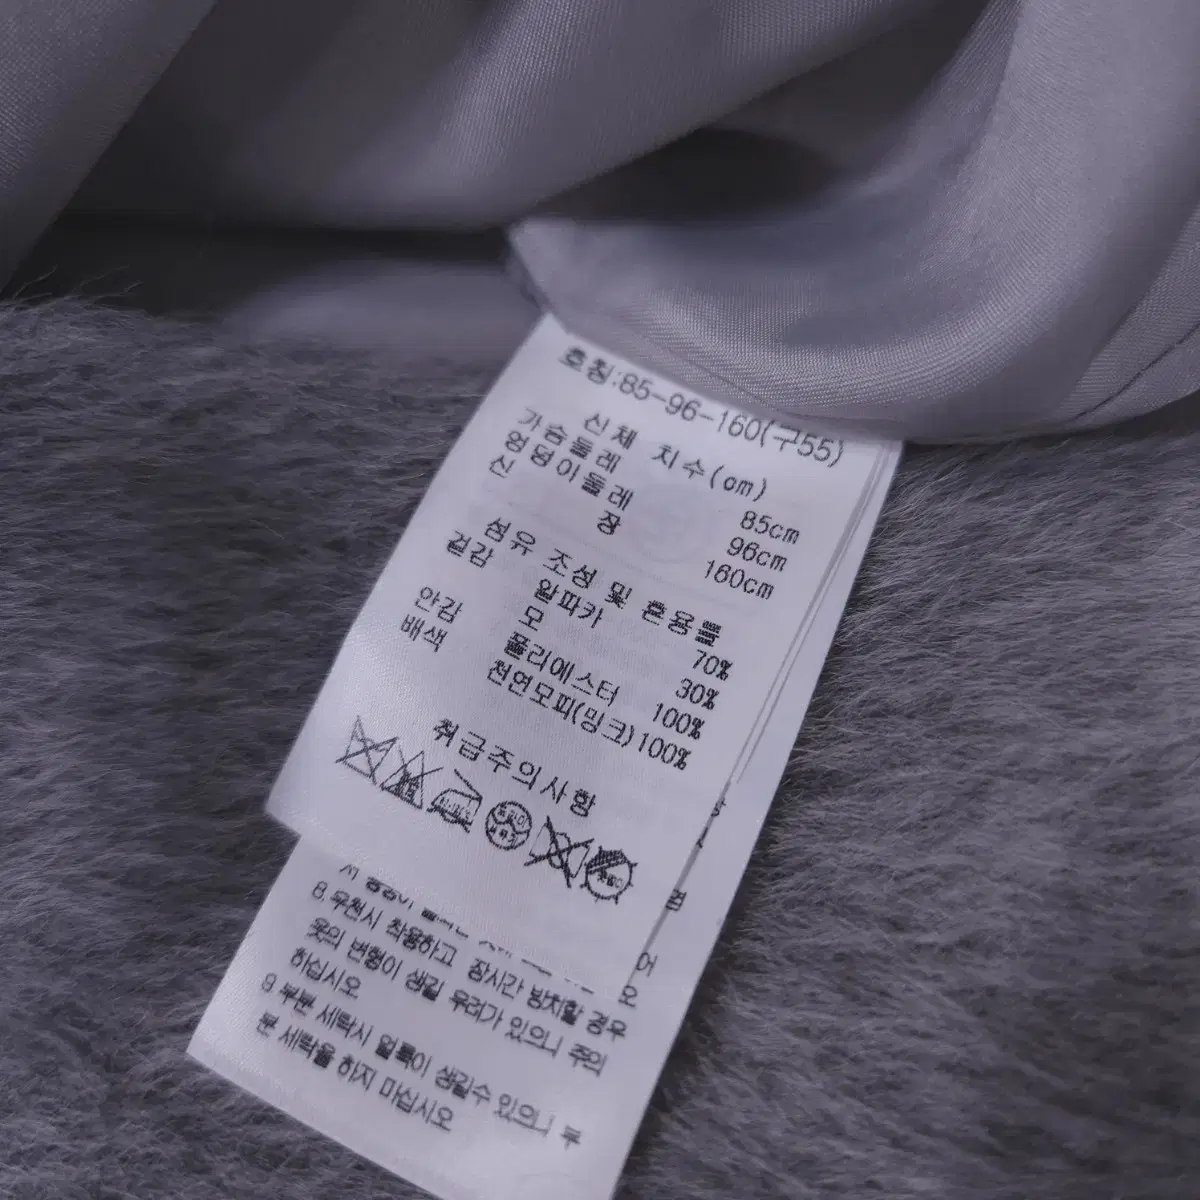 호칭:85-96-160(구55)
신체 치수(cm)
가슴둘레 85cm
엉덩이둘레 96cm
신 장 160cm
섬유 조성 및 혼용률
겉감 알파카 70%
모 30%
안감 폴리에스터 100%
배색 천연모피(밍크)100%
취급주의사항
8.우천시 착용하고 장시간 방치할 경우
옷의 변형이 생길 우려가 있으니 주의
하십시오
9 부분 세탁시 얼룩이 생길수 있으니 부
분 세탁을 하지 마십시오